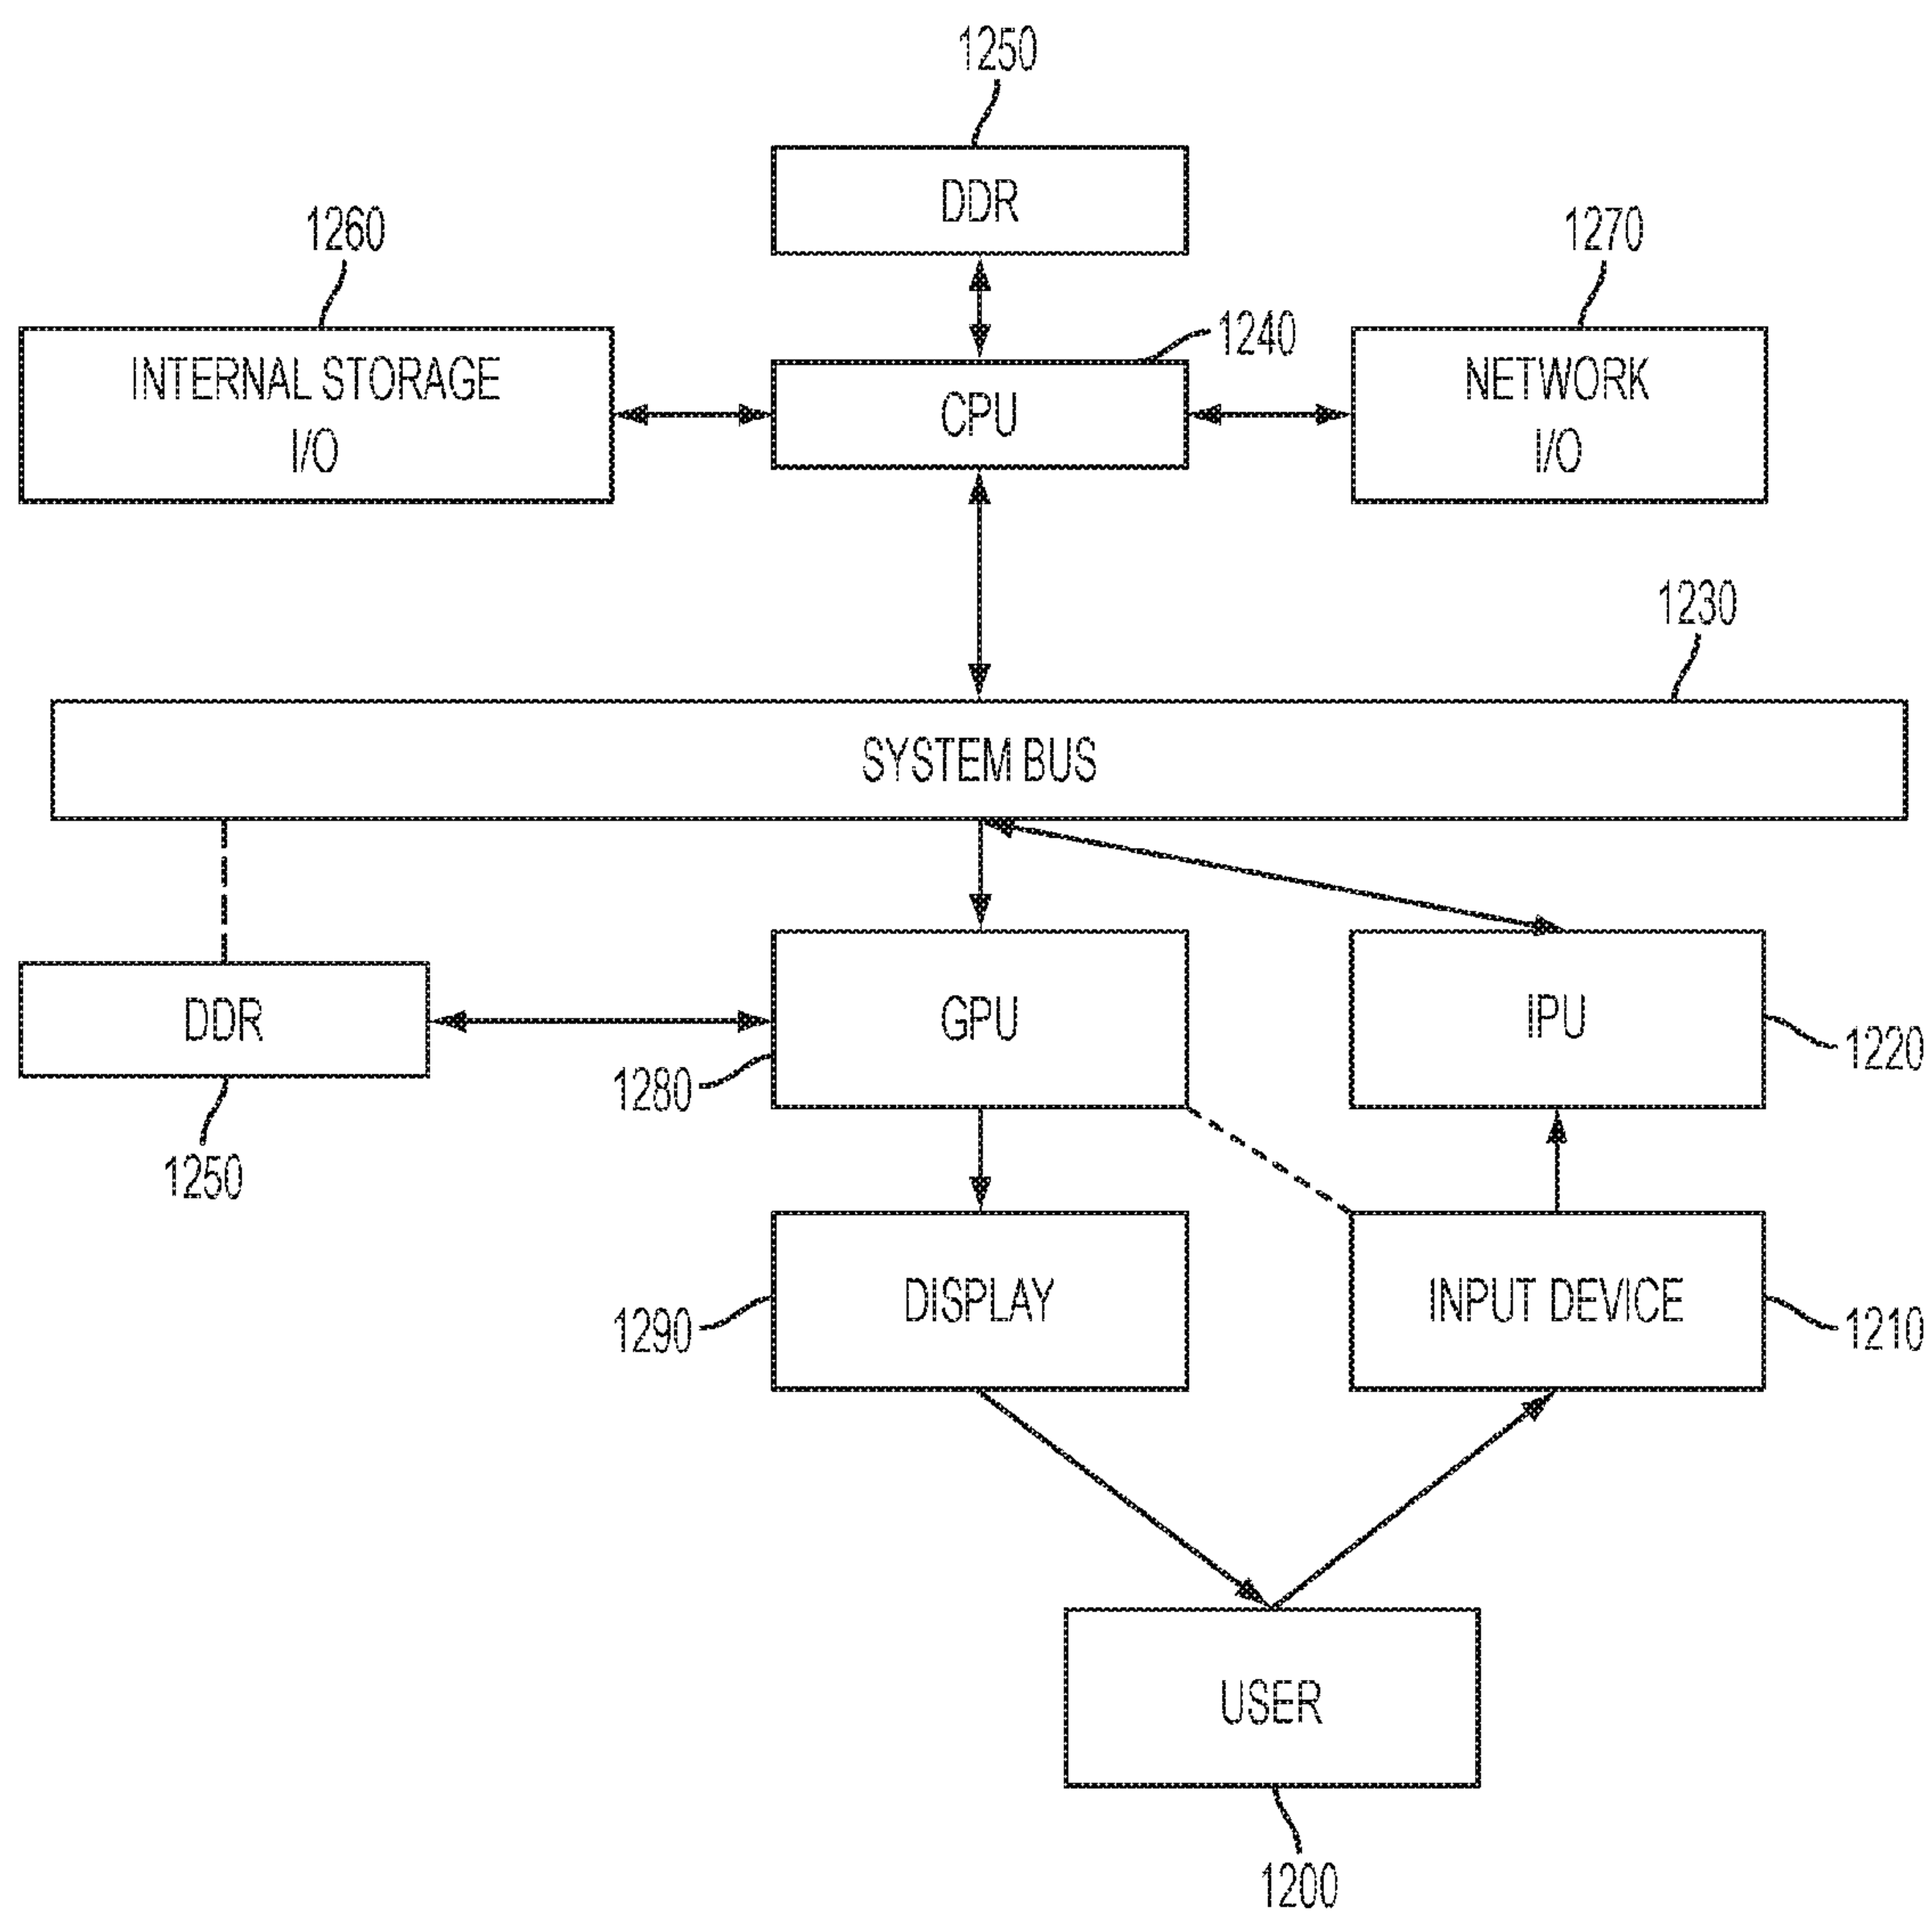 1250
DDR
1260
1270
1240
INTERNAL STORAGE
I/O
CPU
NETWORK
I/O
1230
SYSTEM BUS
DDR
GPU
IPU
1220
1280
1250
DISPLAY
INPUT DEVICE
1290
1210
USER
1200